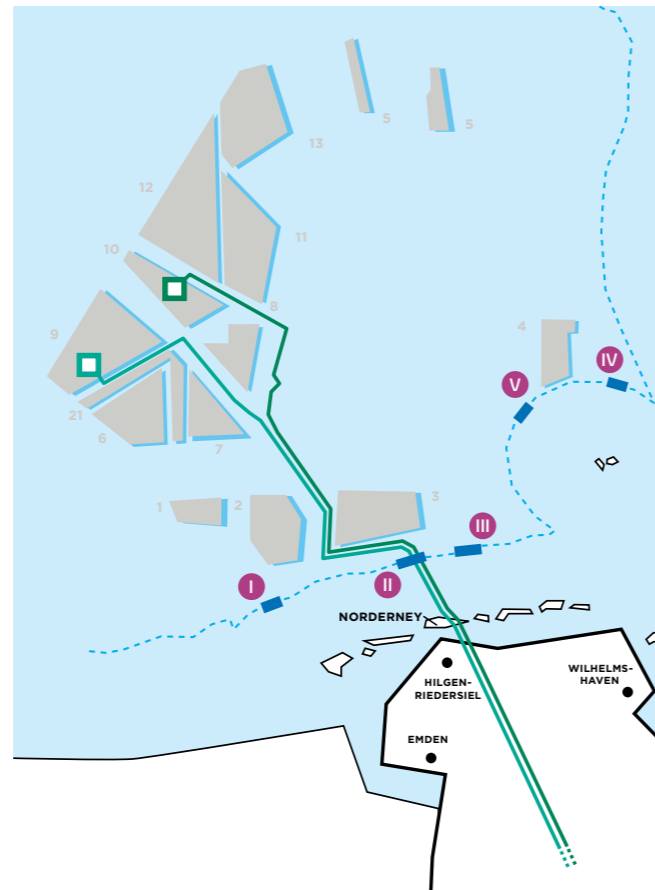 5
5
13
12
11
10
8
9
4
IV
V
21
6
7
1
2
3
III
II
I
NORDERNEY
HILGEN-
RIEDERSIEL
WILHELMS-
HAVEN
EMDEN